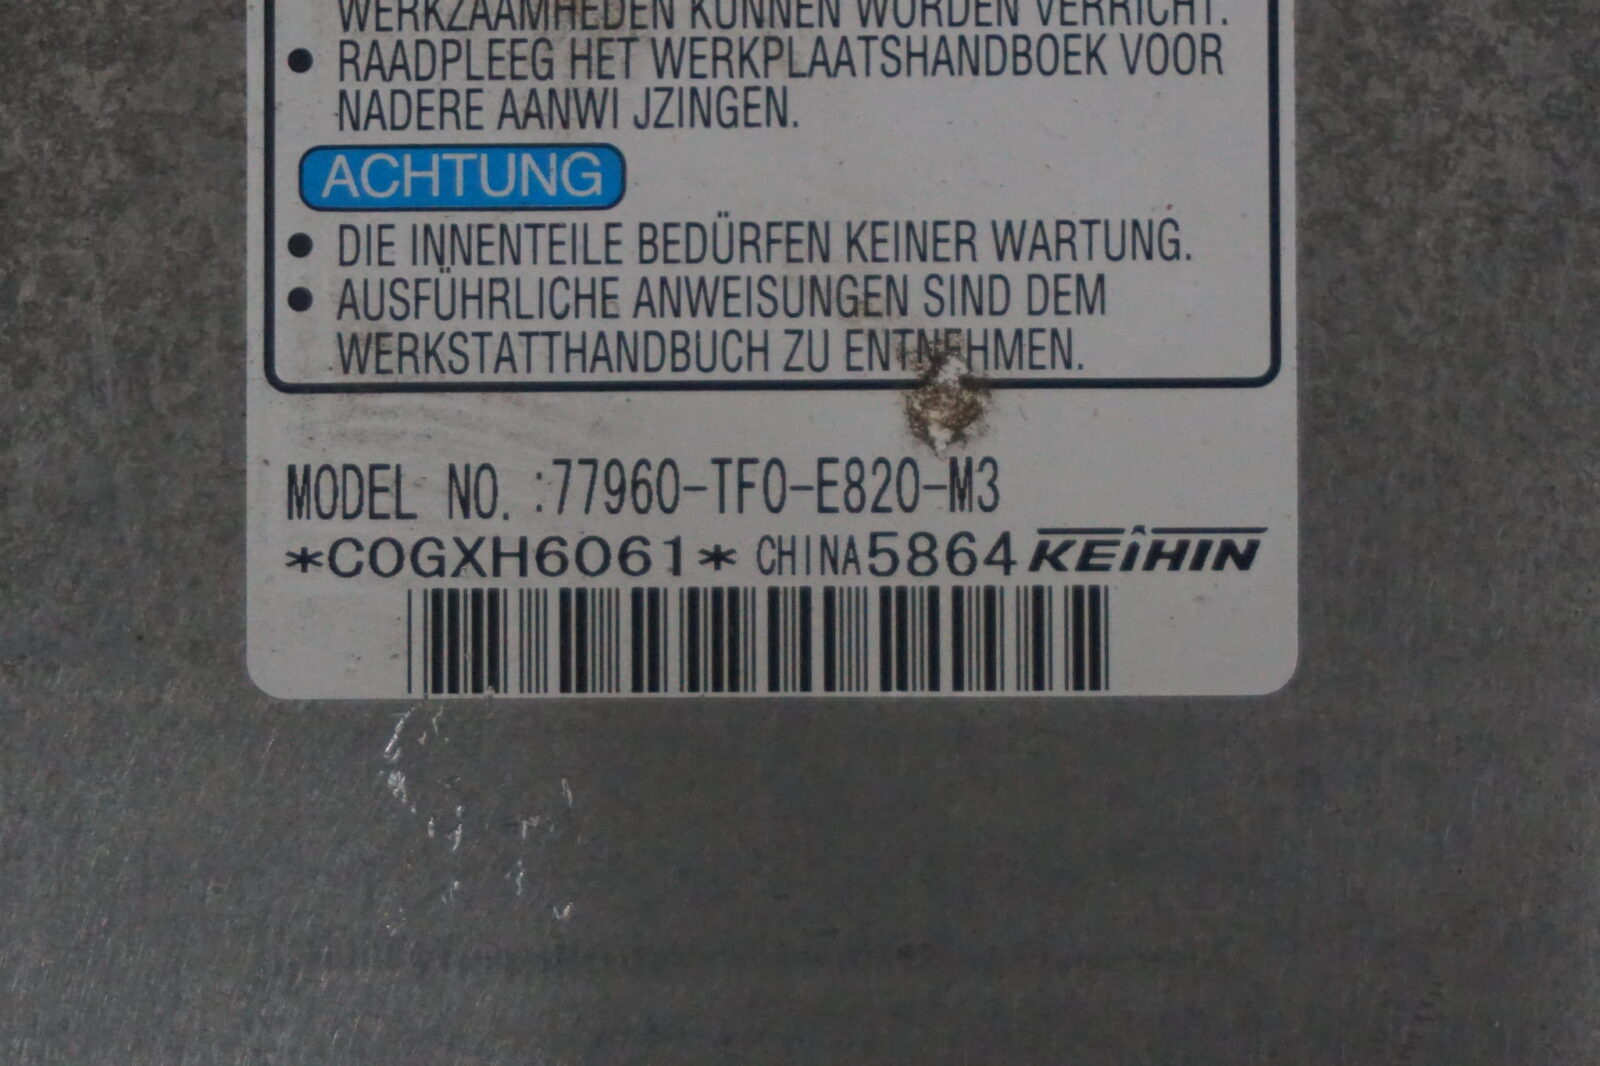 WERKZAAMHEDEN KUNNEN WORDEN VERRICHT.
● RAADPLEEG HET WERKPLAATSHANDBOEK VOOR
NADERE AANWI JZINGEN.
ACHTUNG
● DIE INNENTEILE BEDÜRFEN KEINER WARTUNG.
● AUSFÜHRLICHE ANWEISUNGEN SIND DEM
WERKSTATTHANDBUCH ZU ENTNEHMEN.
MODEL NO. :77960-TF0-E820-M3
*C0GXH6061* CHINA5864 KEIHIN